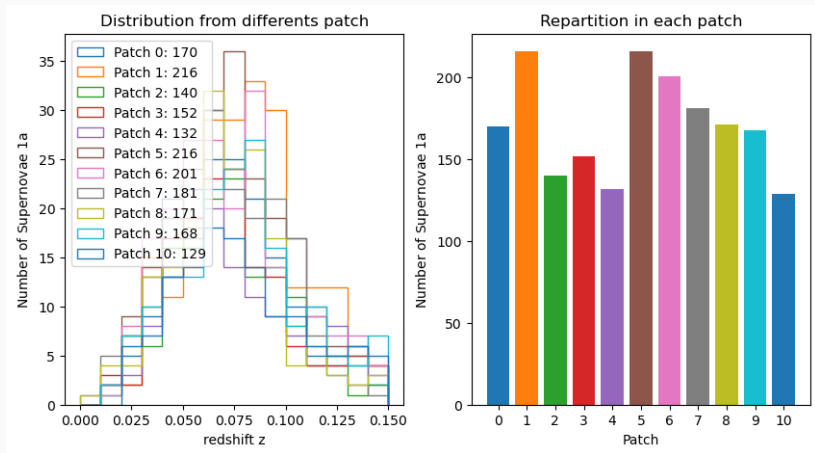 Distribution from differents patch
Number of Supernovae 1a
35
30
25
20
15
10
5
0
Patch 0: 170
Patch 1: 216
Patch 2: 140
Patch 3: 152
Patch 4: 132
Patch 5: 216
Patch 6: 201
Patch 7: 181
Patch 8: 171
Patch 9: 168
Patch 10: 129
0.000 0.025 0.050 0.075 0.100 0.125 0.150
redshift z
Repartition in each patch
Number of Supernovae 1a
200
150
100
50
0
0 1 2 3 4 5 6 7 8 9 10
Patch